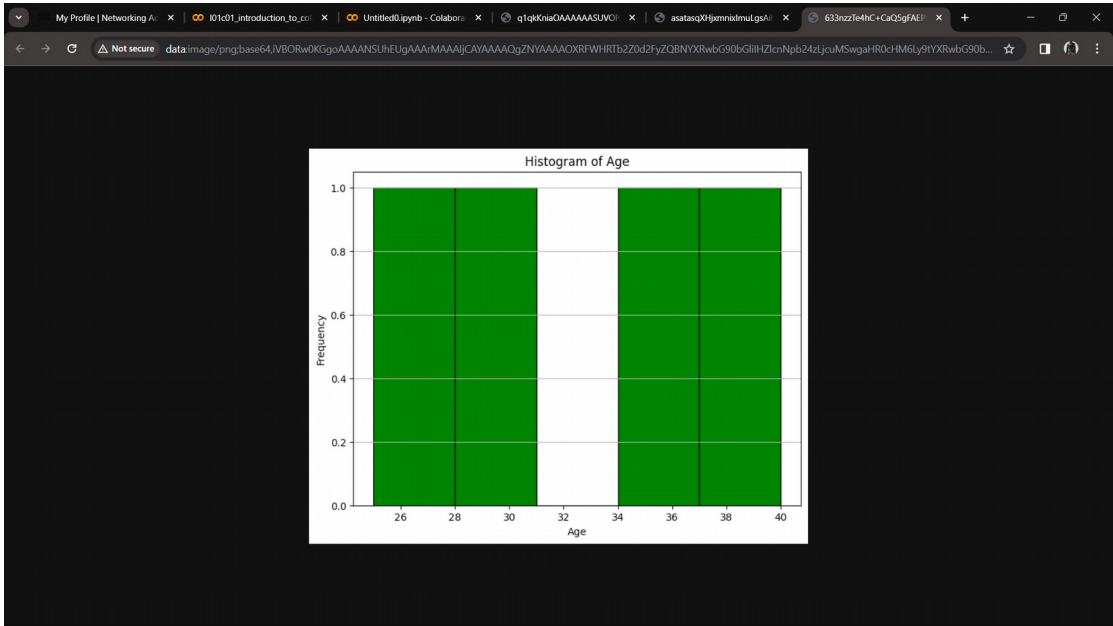 My Profile | Networking Ac
I01c01_introduction_to_col
Untitled0.ipynb - Colabora
q1qkKniaOAAAAAASUVOR
asatasqXHjxmnixImuLgsAi
633nzzTe4hC+CaQ5gFAEP
Not secure
data:image/png;base64,iVBORw0KGgoAAAANSUhEUgAAArMAAAIjCAYAAAAQgZNYAAAAOXRFWHRTb2Z0d2FyZQBNYXRwbG90bGliIHZlcnNpb24zLjcuMSwgaHR0cHM6Ly9tYXRwbG90b...
Histogram of Age
1.0
0.8
0.6
0.4
0.2
0.0
Frequency
26 28 30 32 34 36 38 40
Age